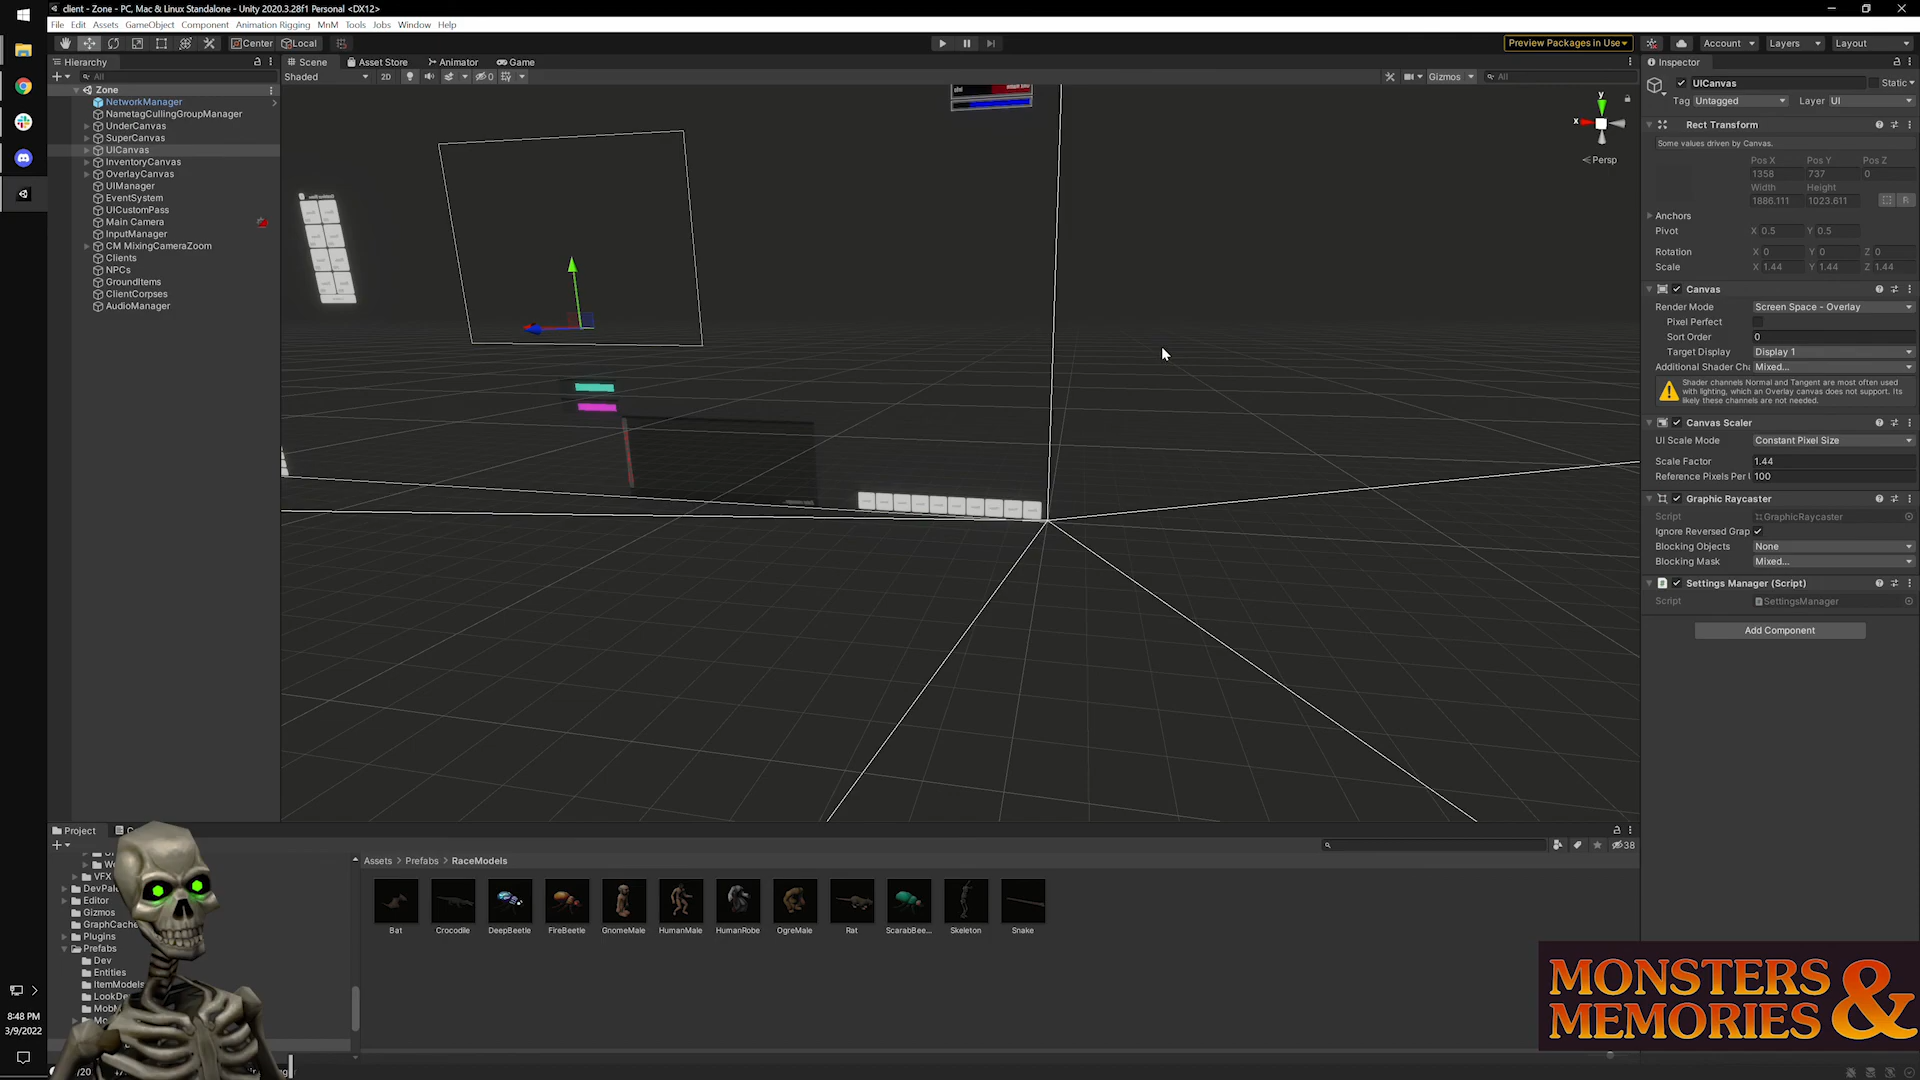 client - Zone - PC, Mac & Linux Standalone - Unity 2020.3.28f1 Personal <DX12>
File Edit Assets GameObject Component Animation Rigging MnM Tools Jobs Window Help
Center Local
Preview Packages in Use
Account
Layers
Layout
Hierarchy
All
Zone
NetworkManager
NametagCullingGroupManager
UnderCanvas
SuperCanvas
UICanvas
InventoryCanvas
OverlayCanvas
UIManager
EventSystem
UICustomPass
Main Camera
InputManager
CM MixingCameraZoom
Clients
NPCs
GroundItems
ClientCorpses
AudioManager
Scene Asset Store Animator Game
Shaded 2D 0 Gizmos All
y
x
Persp
Inspector
UICanvas Static
Tag Untagged Layer UI
Rect Transform
Some values driven by Canvas.
Pos X Pos Y Pos Z
1358 737 0
Width Height
1886.111 1023.611 R
Anchors
Pivot X 0.5 Y 0.5
Rotation X 0 Y 0 Z 0
Scale X 1.44 Y 1.44 Z 1.44
Canvas
Render Mode Screen Space - Overlay
Pixel Perfect
Sort Order 0
Target Display Display 1
Additional Shader Cha Mixed...
Shader channels Normal and Tangent are most often used
with lighting, which an Overlay canvas does not support. Its
likely these channels are not needed.
Canvas Scaler
UI Scale Mode Constant Pixel Size
Scale Factor 1.44
Reference Pixels Per U 100
Graphic Raycaster
Script GraphicRaycaster
Ignore Reversed Grap
Blocking Objects None
Blocking Mask Mixed...
Settings Manager (Script)
Script SettingsManager
Add Component
Project
38
Assets > Prefabs > RaceModels
VFX
DevPale
Editor
Gizmos
GraphCache
Plugins
Prefabs
Dev
Entities
ItemModels
LookDe
MobM
Bat Crocodile DeepBeetle FireBeetle GnomeMale HumanMale HumanRobe OgreMale Rat ScarabBee... Skeleton Snake
8:48 PM
3/9/2022
MONSTERS
& MEMORIES